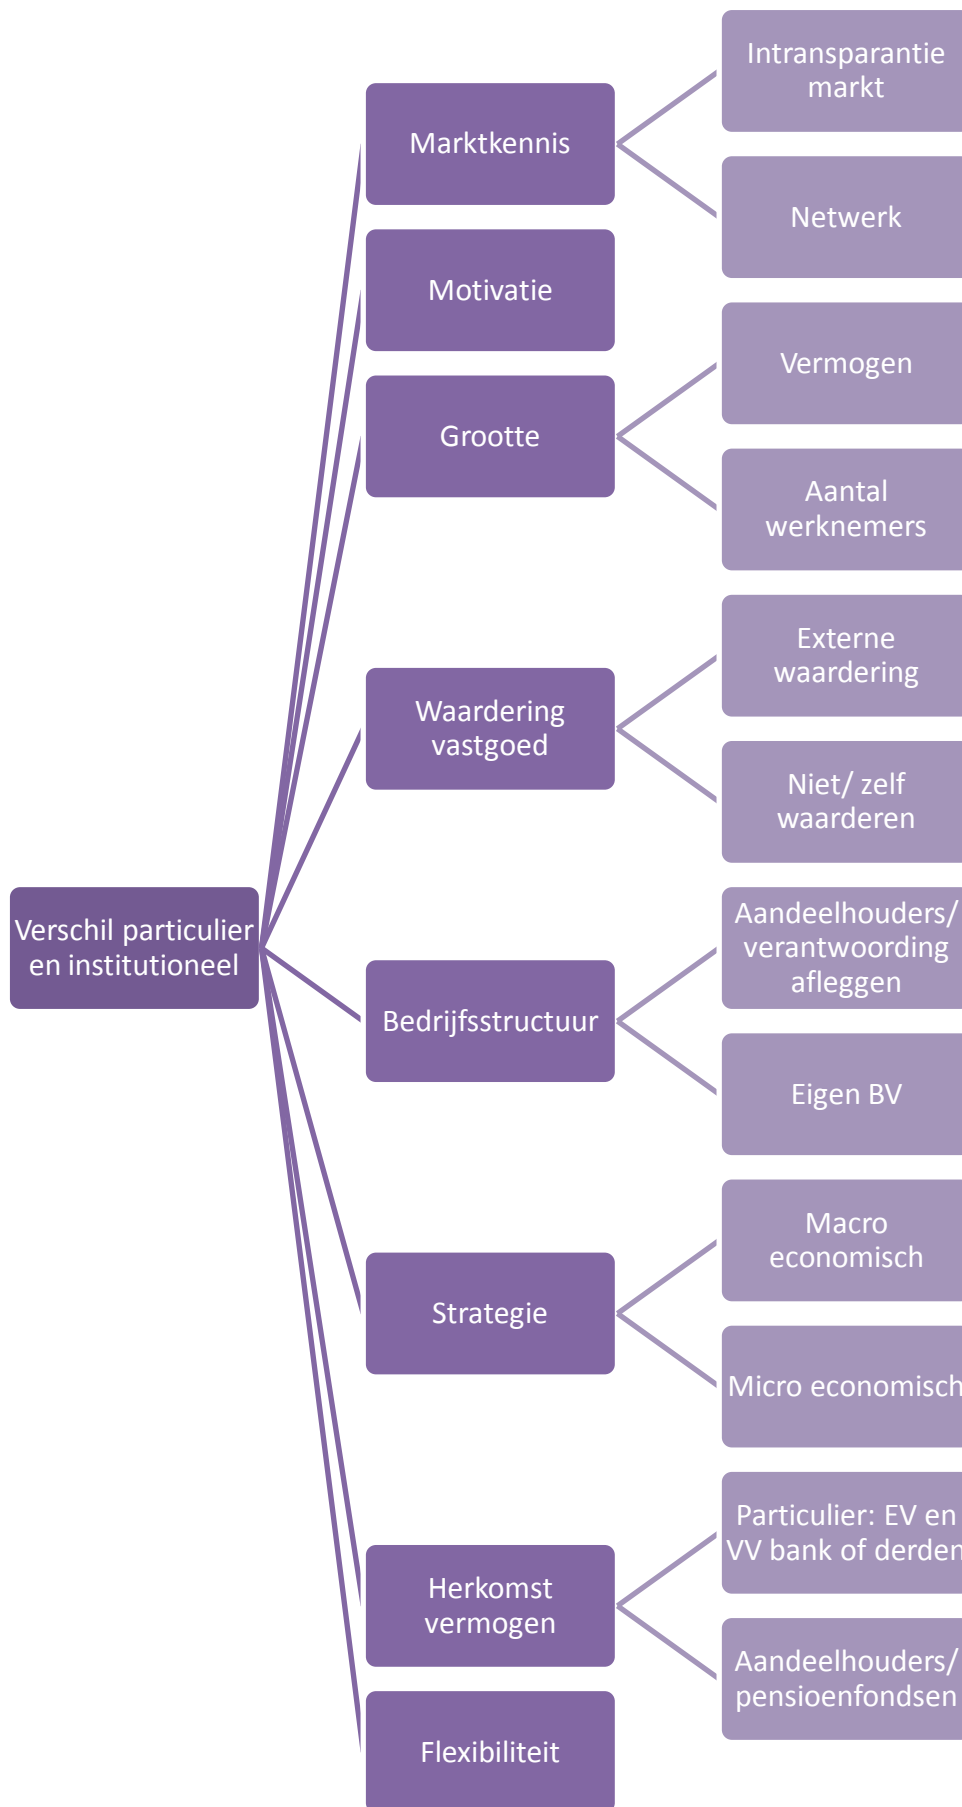 Verschil particulier
en institutioneel
Marktkennis
Intransparantie
markt
Netwerk
Motivatie
Grootte
Vermogen
Aantal
werknemers
Waardering
vastgoed
Externe
waardering
Niet/ zelf
waarderen
Bedrijfsstructuur
Aandeelhouders/
verantwoording
afleggen
Eigen BV
Strategie
Macro
economisch
Micro economisch
Herkomst
vermogen
Particulier: EV en
VV bank of derden
Aandeelhouders/
pensioenfondsen
Flexibiliteit